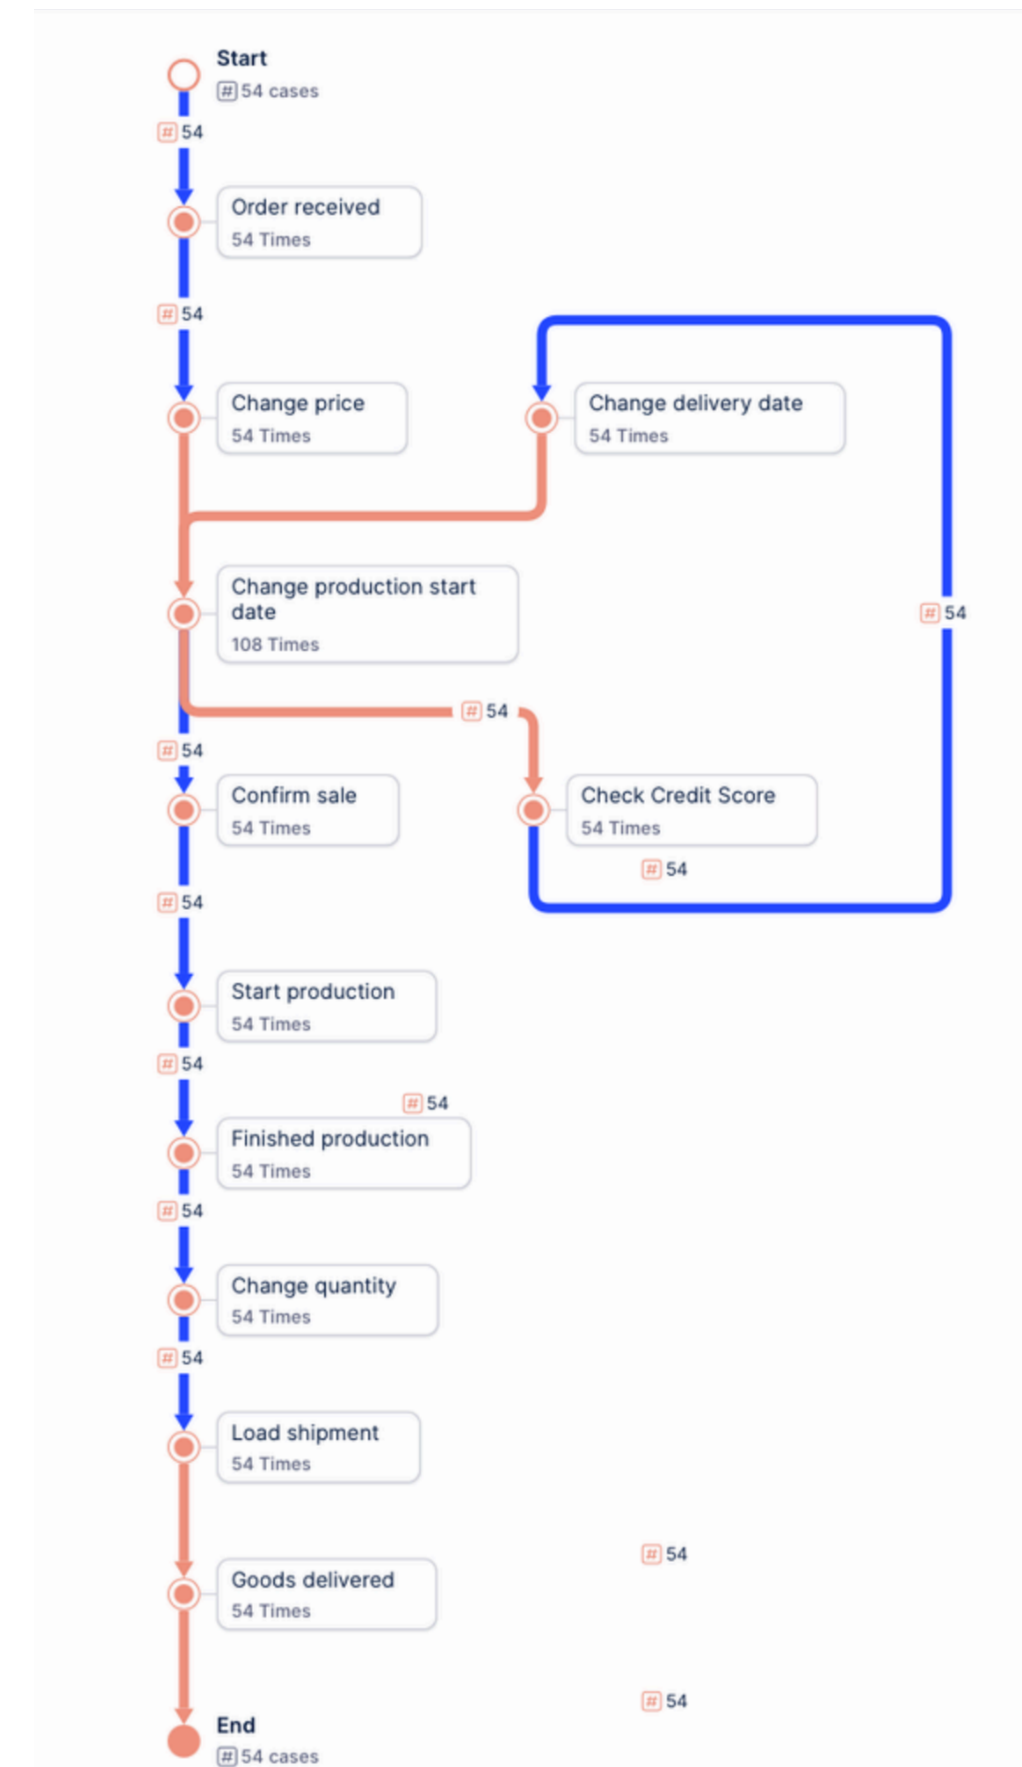 Start
# 54 cases
# 54
Order received
54 Times
# 54
Change price
54 Times
Change delivery date
54 Times
Change production start
date
108 Times
# 54
# 54
# 54
Confirm sale
54 Times
Check Credit Score
54 Times
# 54
# 54
Start production
54 Times
# 54
# 54
Finished production
54 Times
# 54
Change quantity
54 Times
# 54
Load shipment
54 Times
# 54
Goods delivered
54 Times
# 54
End
# 54 cases